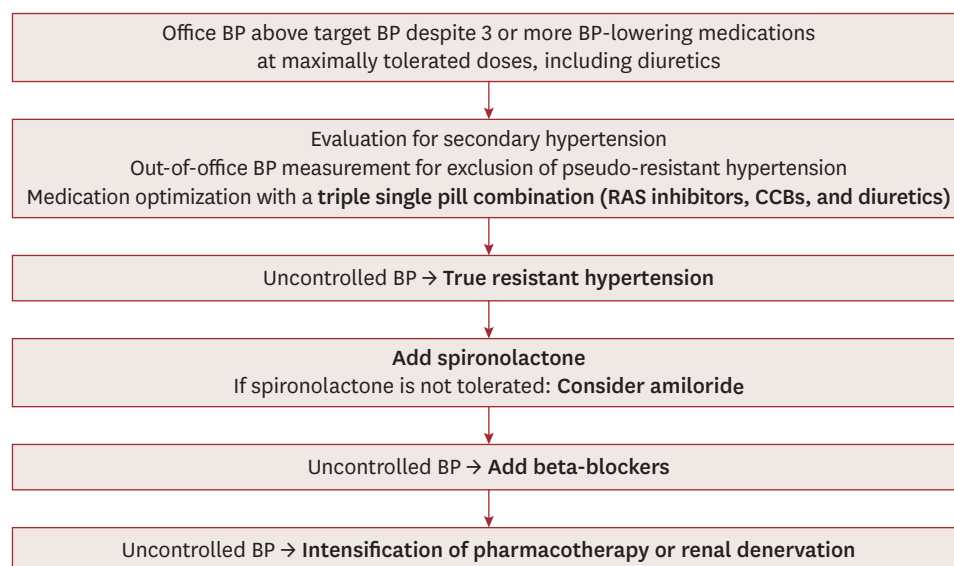 Office BP above target BP despite 3 or more BP-lowering medications
at maximally tolerated doses, including diuretics
Evaluation for secondary hypertension
Out-of-office BP measurement for exclusion of pseudo-resistant hypertension
Medication optimization with a triple single pill combination (RAS inhibitors, CCBs, and diuretics)
Uncontrolled BP → True resistant hypertension
Add spironolactone
If spironolactone is not tolerated: Consider amiloride
Uncontrolled BP → Add beta-blockers
Uncontrolled BP → Intensification of pharmacotherapy or renal denervation